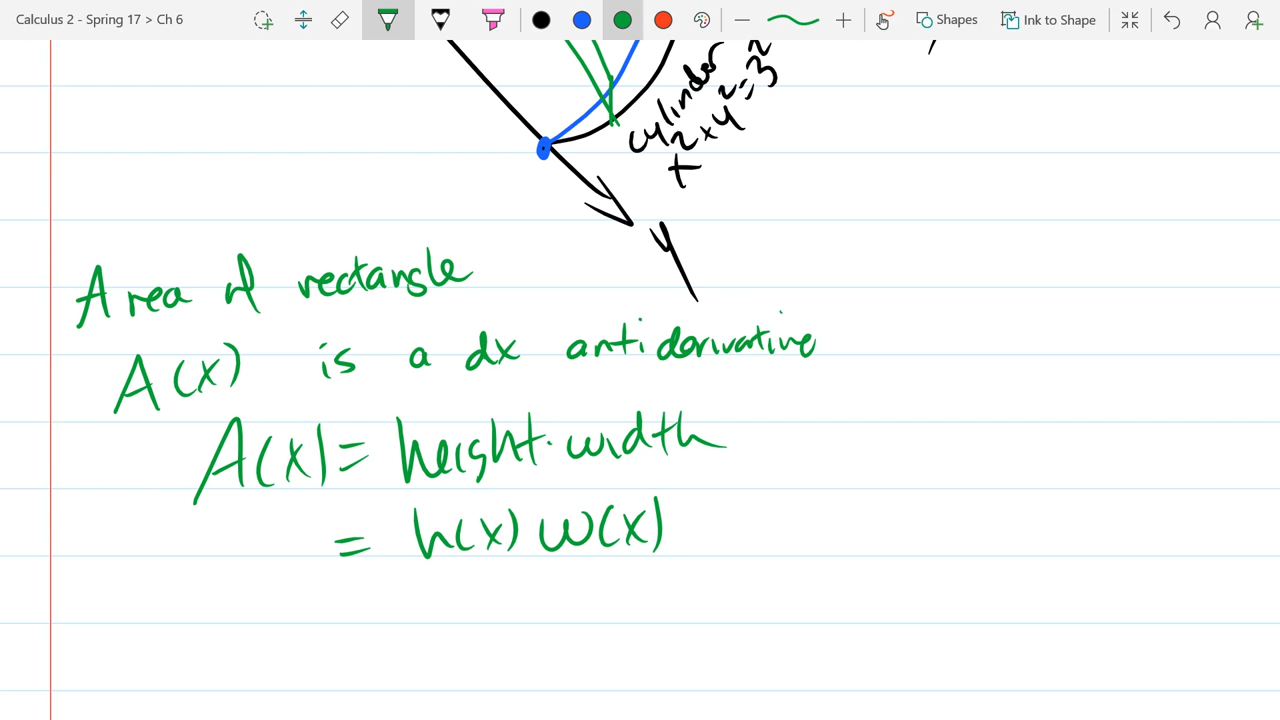 Calculus 2 - Spring 17 > Ch 6
Shapes
Ink to Shape
cylinder
x² + y² = 3²
y
Area of rectangle
A(x) is a dx antiderivative
A(x) = height · width
= h(x) w(x)